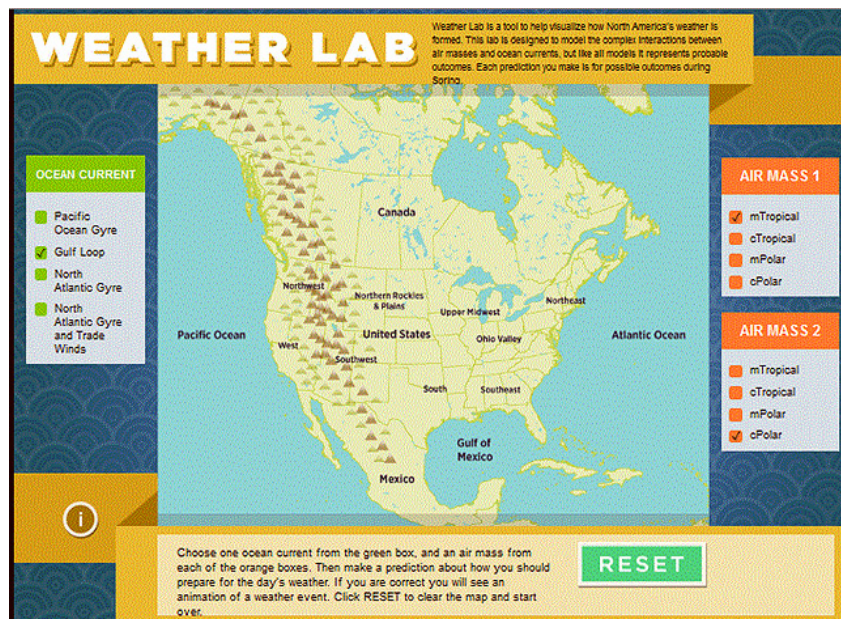 WEATHER LAB
Weather Lab is a tool to help visualize how North America's weather is
formed. This lab is designed to model the complex interactions between
air masses and ocean currents, but like all models it represents probable
outcomes. Each prediction you make is for possible outcomes during
Spring.
OCEAN CURRENT
Pacific
Ocean Gyre
Gulf Loop
North
Atlantic Gyre
North
Atlantic Gyre
and Trade
Winds
Canada
Northwest
Northern Rockies
& Plains
Upper Midwest
Northeast
Pacific Ocean
West
United States
Ohio Valley
Atlantic Ocean
Southwest
South
Southeast
Gulf of
Mexico
Mexico
AIR MASS 1
mTropical
cTropical
mPolar
cPolar
AIR MASS 2
mTropical
cTropical
mPolar
cPolar
i
Choose one ocean current from the green box, and an air mass from
each of the orange boxes. Then make a prediction about how you should
prepare for the day's weather. If you are correct you will see an
animation of a weather event. Click RESET to clear the map and start
over.
RESET